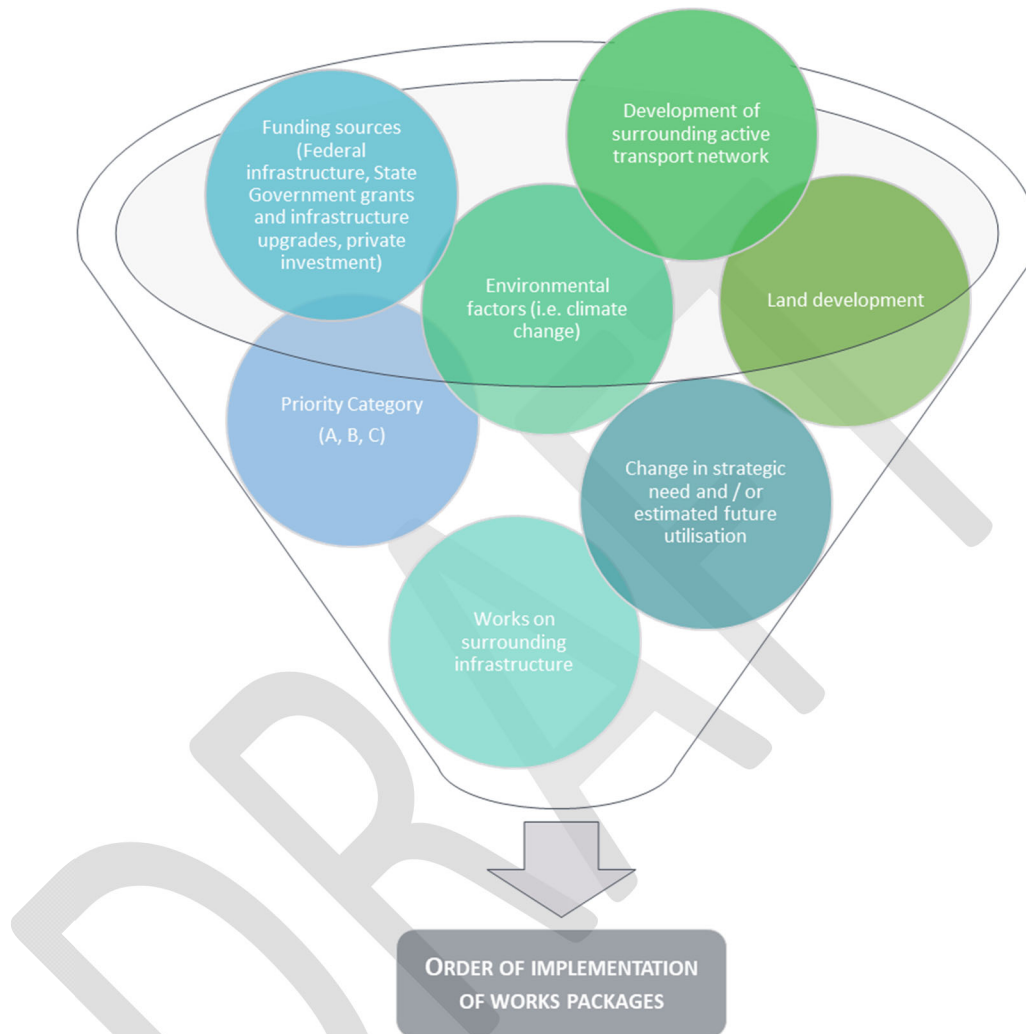 Funding sources
(Federal
infrastructure, State
Government grants
and infrastructure
upgrades, private
investment)
Development of
surrounding active
transport network
Environmental
factors (i.e. climate
change)
Land development
Priority Category
(A, B, C)
Change in strategic
need and / or
estimated future
utilisation
Works on
surrounding
infrastructure
ORDER OF IMPLEMENTATION
OF WORKS PACKAGES
DRAFT